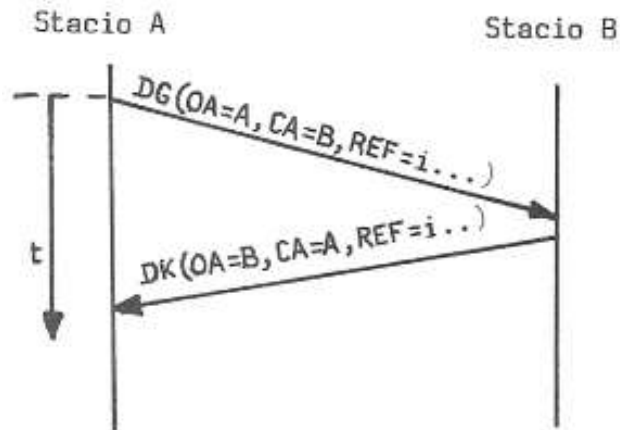 Stacio A
Stacio B
DG(OA=A, CA=B, REF=i...)
t
DK(OA=B, CA=A, REF=i..)